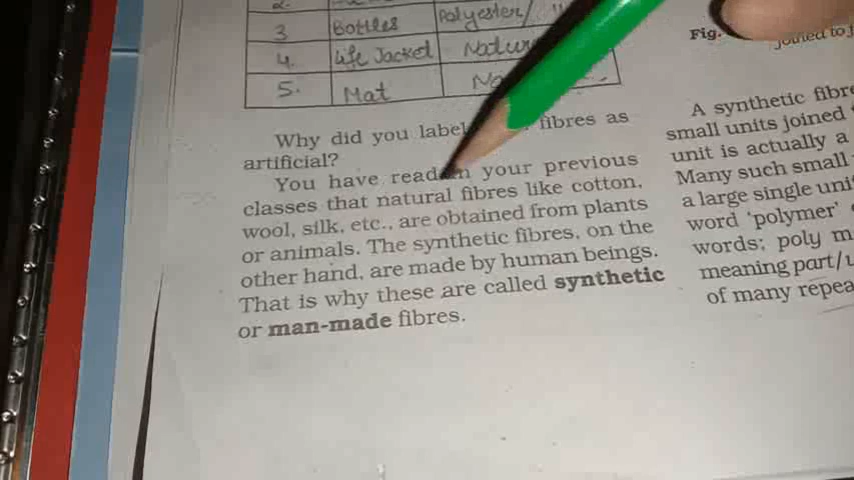 2.
3 Bottles Polyester/
4. Life Jacket
5. Mat
Why did you label fibres as
artificial?
You have read in your previous
classes that natural fibres like cotton,
wool, silk, etc., are obtained from plants
or animals. The synthetic fibres, on the
other hand, are made by human beings.
That is why these are called synthetic
or man-made fibres.
Fig.
joined to
A synthetic fibre
small units joined
unit is actually a
Many such small
a large single unit
word ‘polymer’
words; poly m
meaning part/u
of many repea